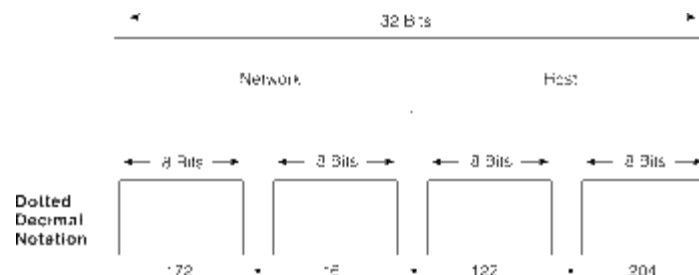 32 Bits
Network Host
8 Bits 8 Bits 8 Bits 8 Bits
Dotted
Decimal
Notation
172 . 16 . 122 . 204